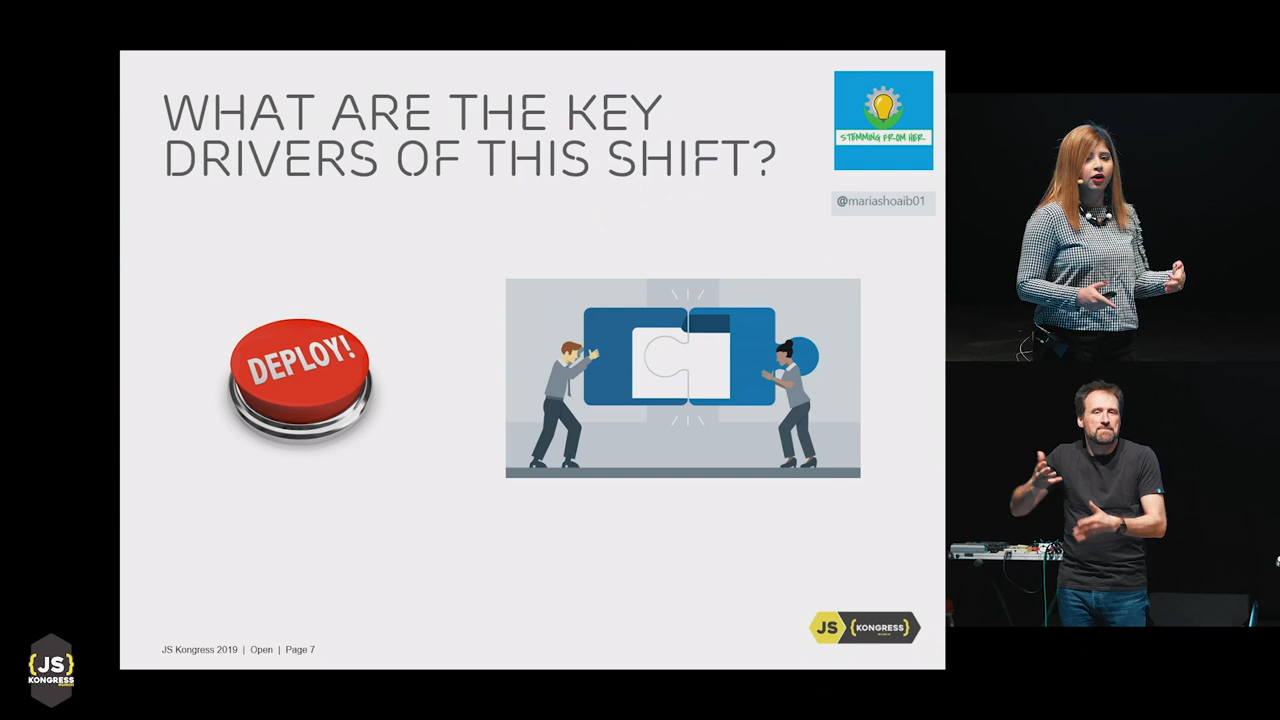 WHAT ARE THE KEY
DRIVERS OF THIS SHIFT?
STEMMING FROM HER
@mariashoaib01
DEPLOY!
JS {KONGRESS}
JS Kongress 2019 | Open | Page 7
{JS}
KONGRESS